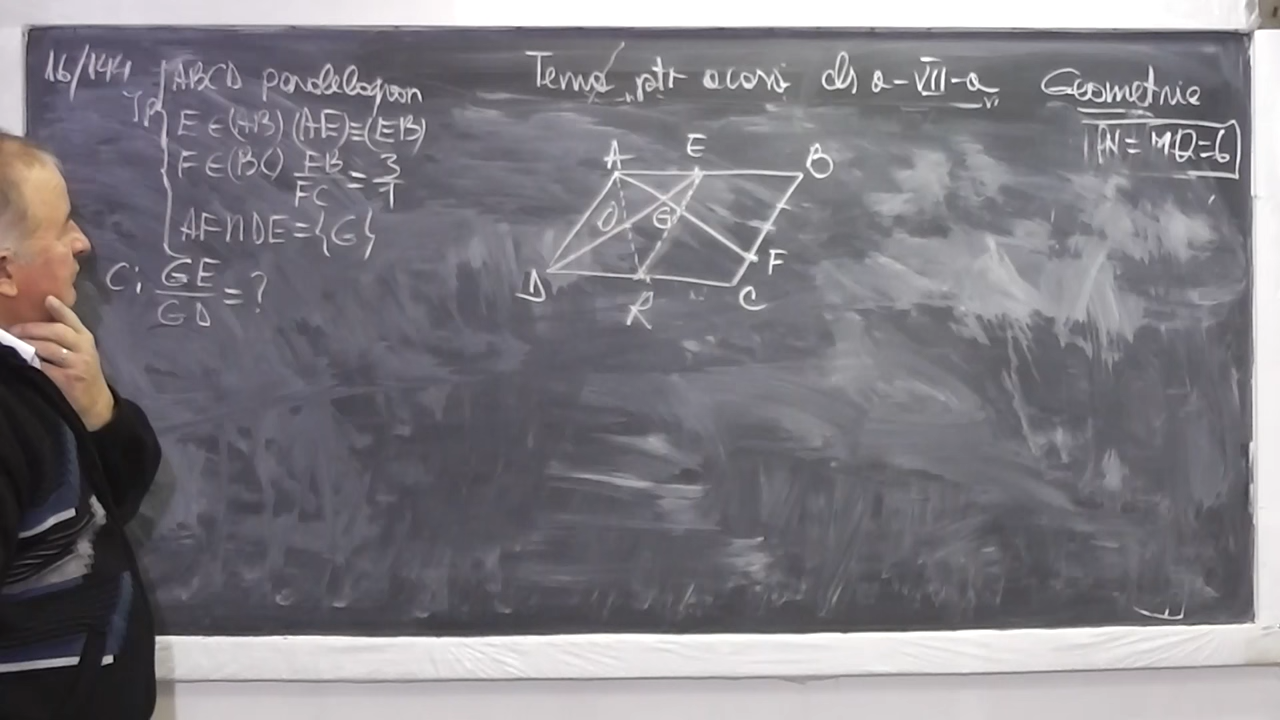 16/144 ABCD paralelogram
Ip E∈(AB) (AE)≡(EB)
F∈(BC) FB/FC=3/1
AF∩DE={G}
C: GE/GD=?
Temă ptr acasă cls a-VII-a
Geometrie
PN=MQ=6
A E B
O G
F
D R C